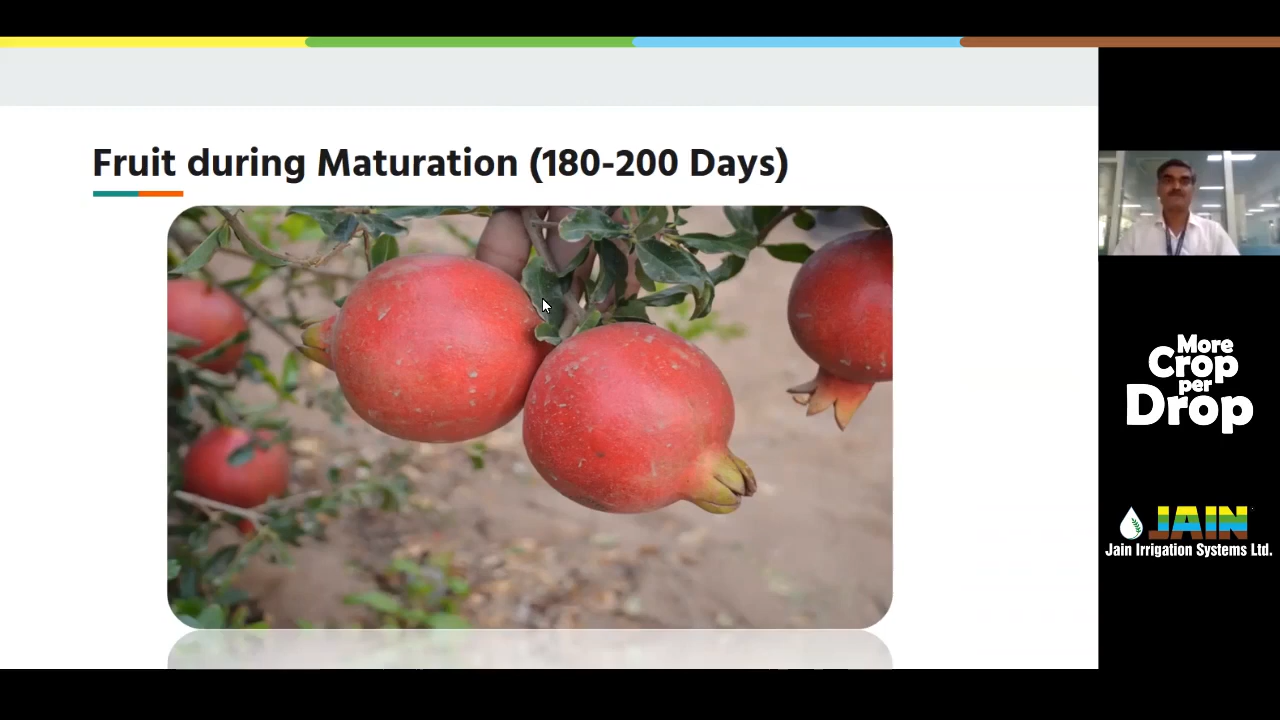 Fruit during Maturation (180-200 Days)
More
Crop
per
Drop
JAIN
Jain Irrigation Systems Ltd.